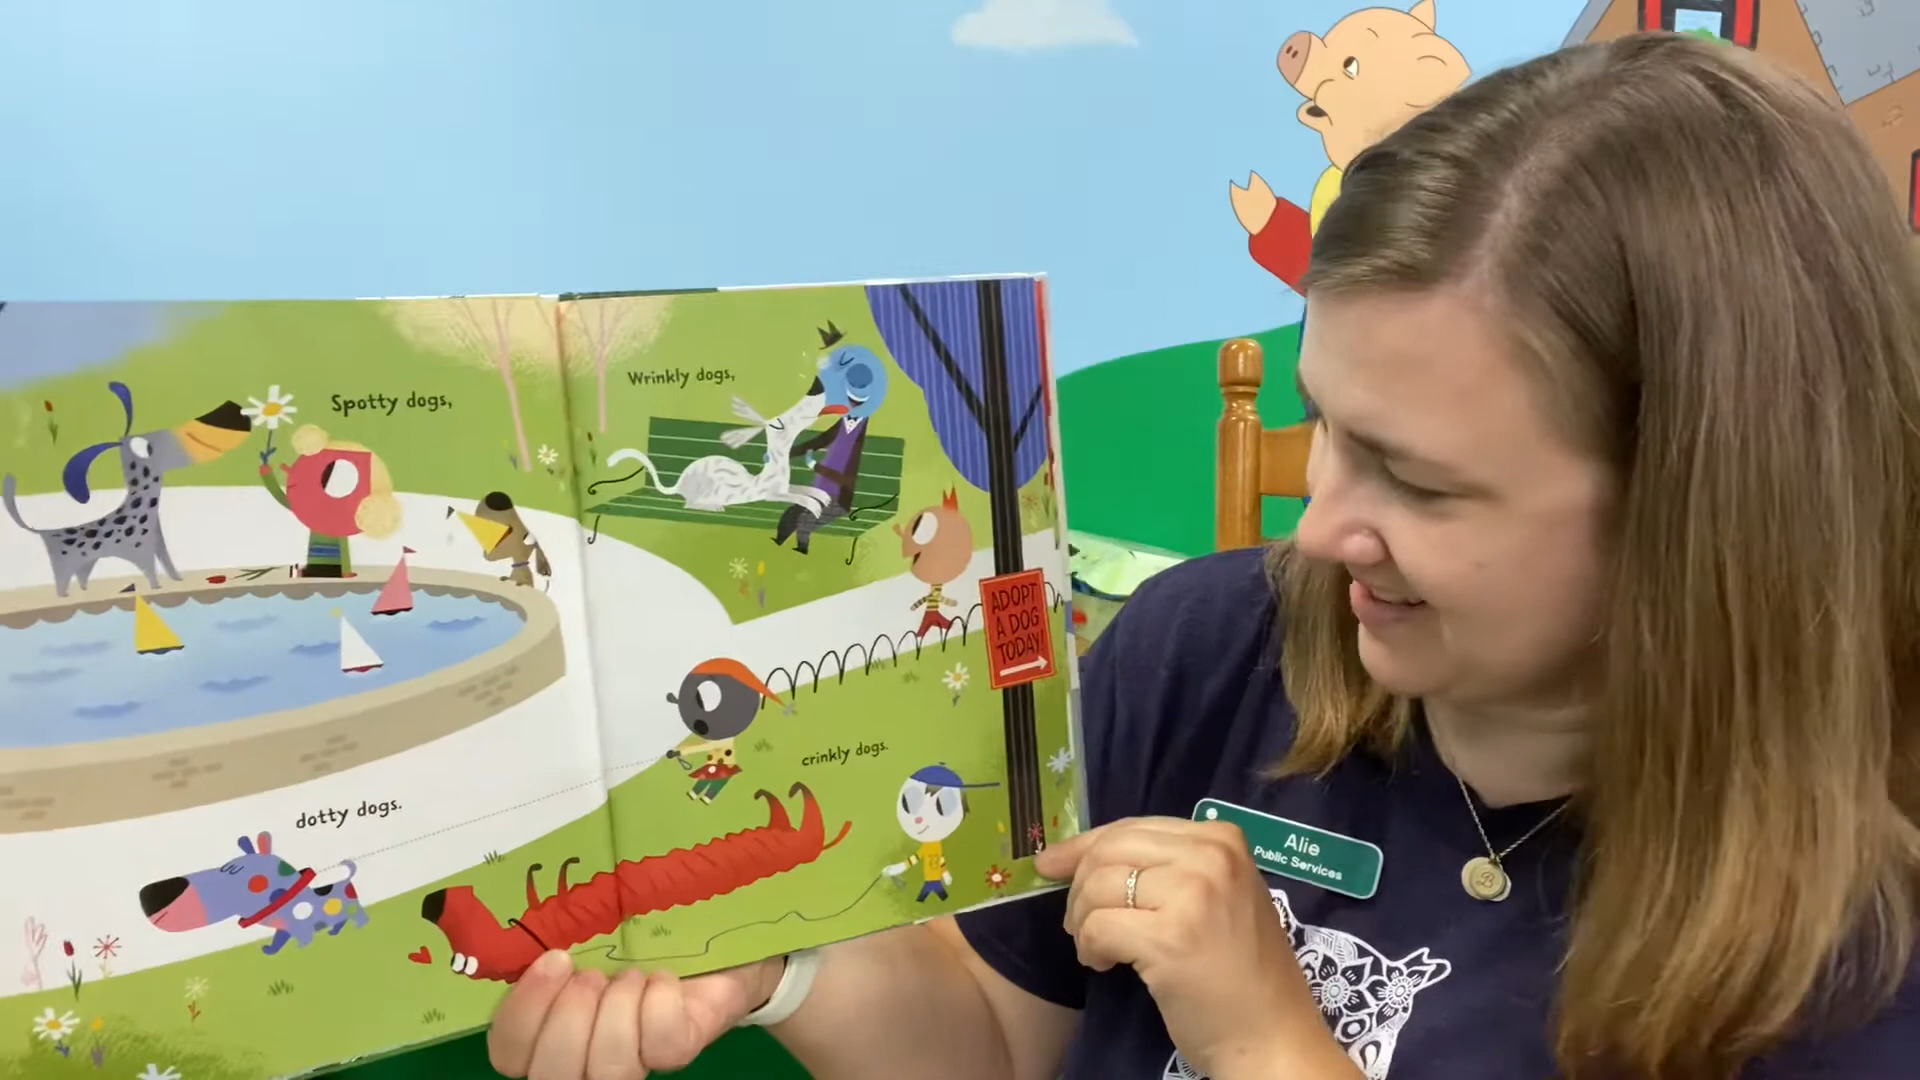 Spotty dogs,
dotty dogs.
Wrinkly dogs,
ADOPT
A DOG
TODAY!
crinkly dogs.
Alie
Public Services
B